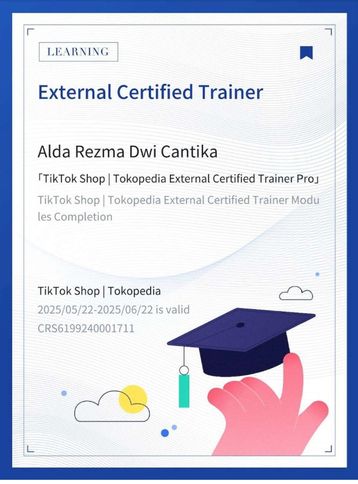 LEARNING
External Certified Trainer
Alda Rezma Dwi Cantika
「TikTok Shop | Tokopedia External Certified Trainer Pro」
TikTok Shop | Tokopedia External Certified Trainer Modu
les Completion
TikTok Shop | Tokopedia
2025/05/22-2025/06/22 is valid
CRS6199240001711